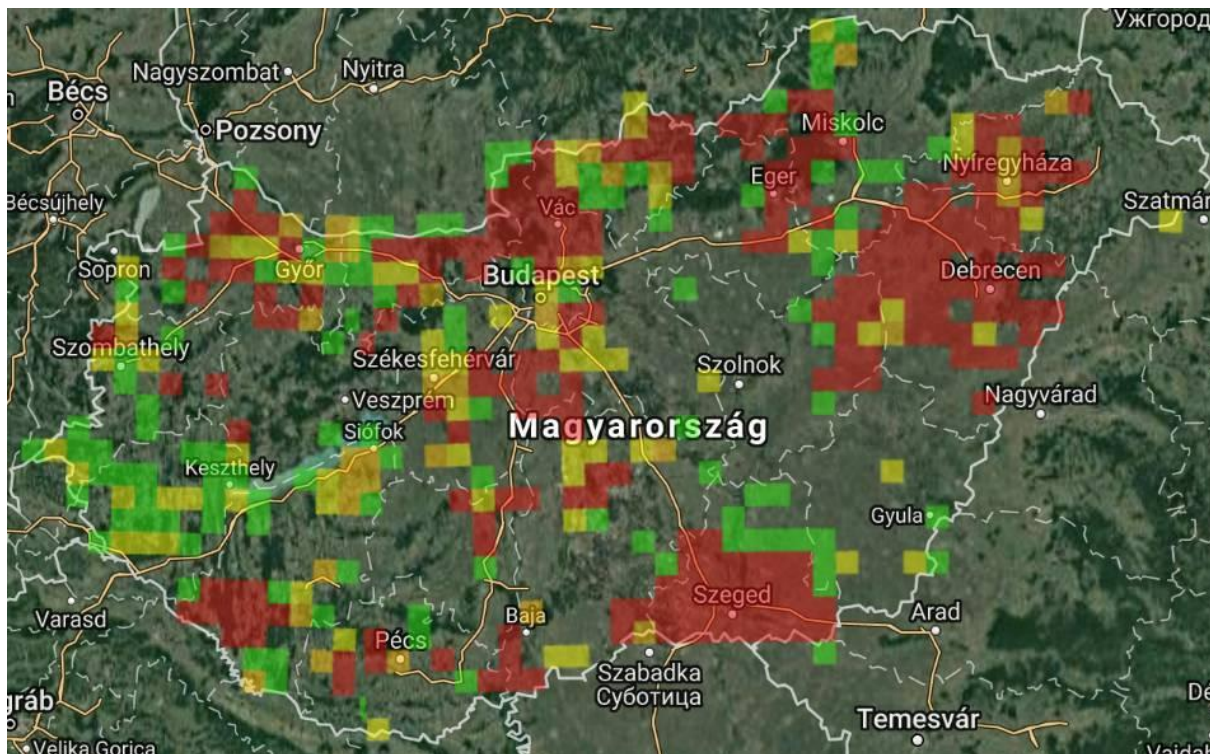 Ужгород
Nagyszombat
Nyitra
Bécs
Pozsony
Miskolc
Nyíregyháza
Eger
Bécsújhely
Vác
Szatmár
Sopron
Győr
Budapest
Debrecen
Szombathely
Székesfehérvár
Szolnok
Veszprém
Nagyvárad
Magyarország
Siófok
Keszthely
Gyula
Szeged
Varasd
Baja
Arad
Pécs
Szabadka
Суботица
gráb
Temesvár
Velika Gorica